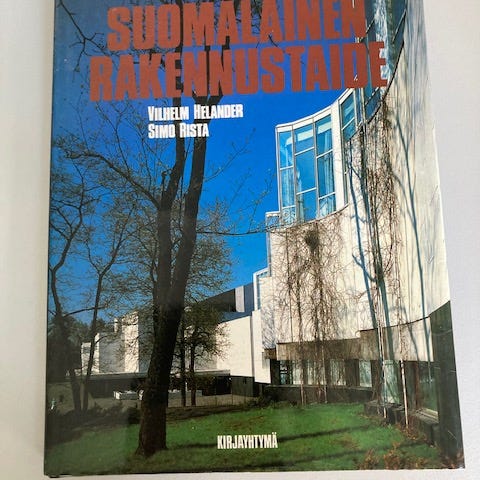 SUOMALAINEN
RAKENNUSTAIDE
VILHELM HELANDER
SIMO RISTA
KIRJAYHTYMÄ